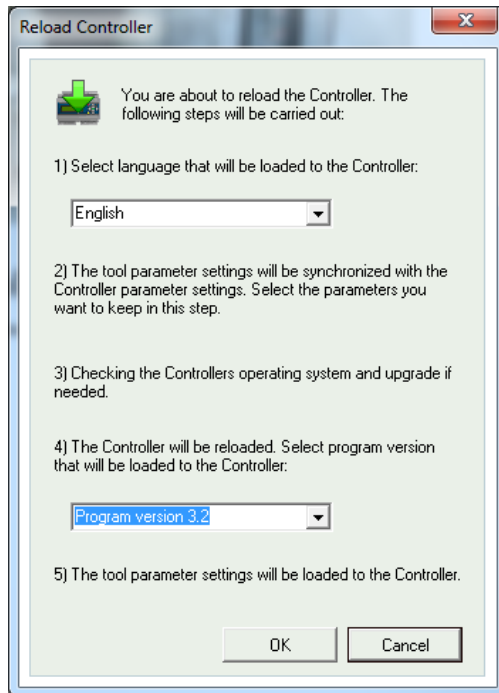 Reload Controller
You are about to reload the Controller. The
following steps will be carried out:
1) Select language that will be loaded to the Controller:
English
2) The tool parameter settings will be synchronized with the
Controller parameter settings. Select the parameters you
want to keep in this step.
3) Checking the Controllers operating system and upgrade if
needed.
4) The Controller will be reloaded. Select program version
that will be loaded to the Controller:
Program version 3.2
5) The tool parameter settings will be loaded to the Controller.
OK
Cancel